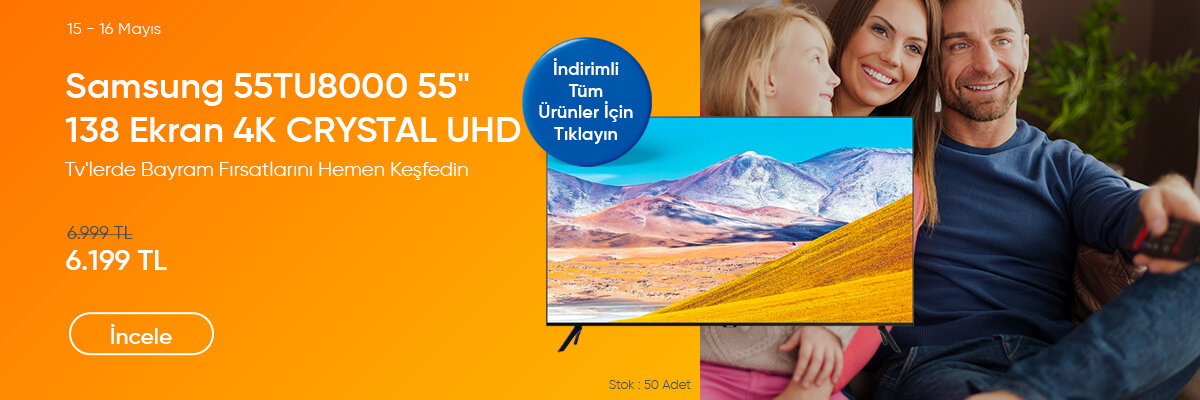 15 - 16 Mayıs
Samsung 55TU8000 55"
138 Ekran 4K CRYSTAL UHD
Tv'lerde Bayram Fırsatlarını Hemen Keşfedin
6.999 TL
6.199 TL
İncele
İndirimli
Tüm
Ürünler İçin
Tıklayın
Stok : 50 Adet